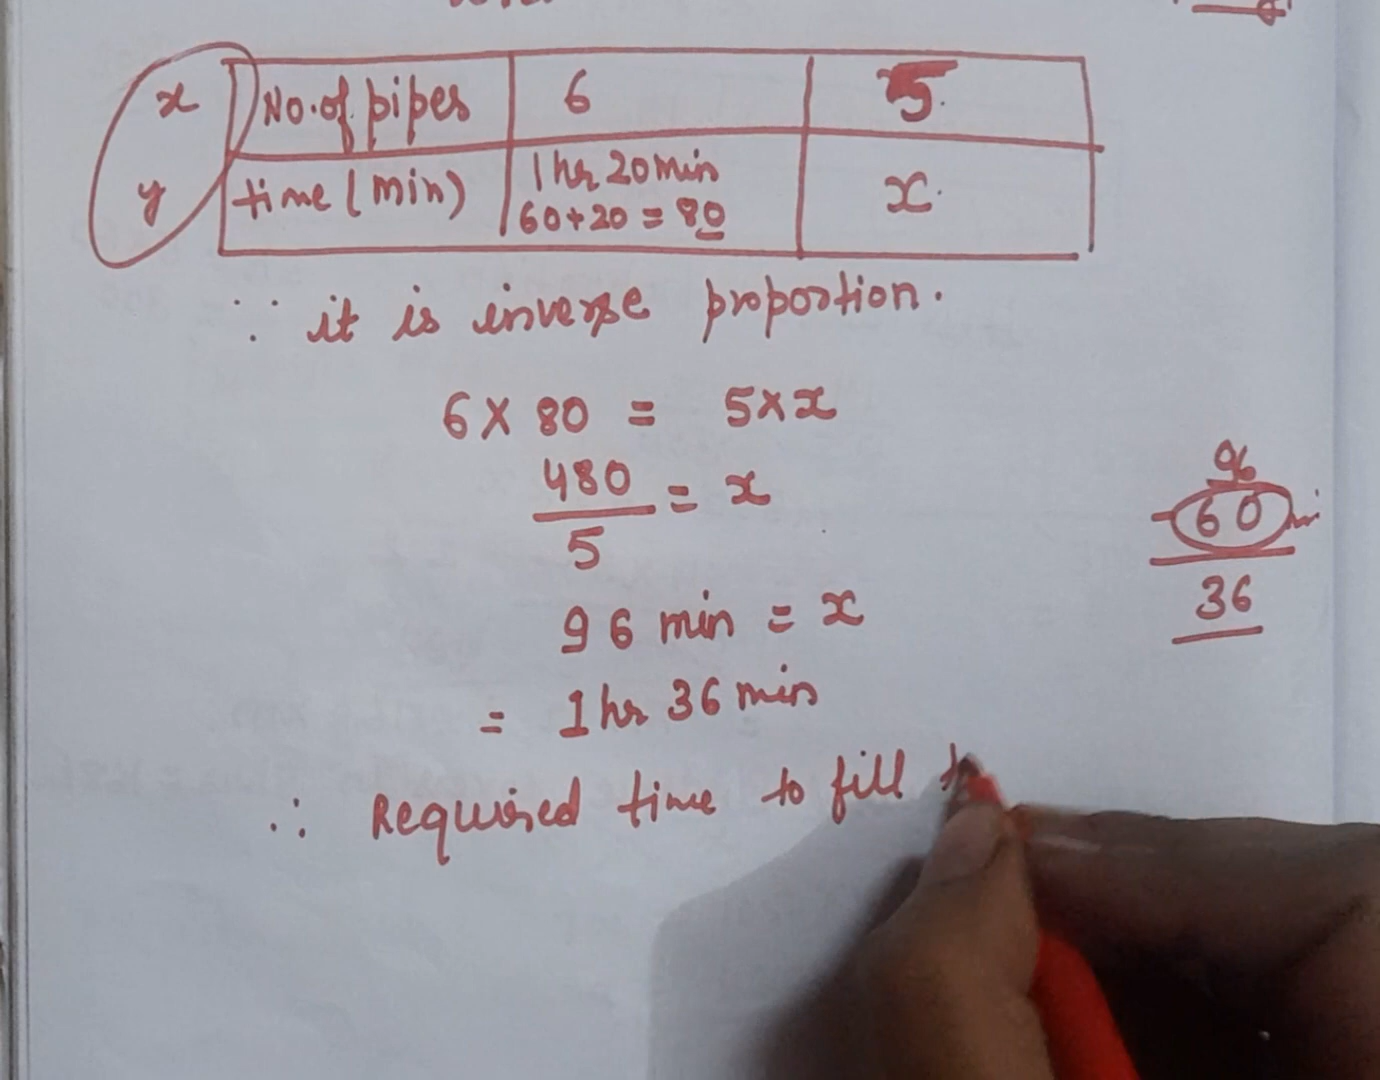 x No.of pipes 6 5.
y time (min) 1 hr 20 min x.
60+20 = 80
∵ it is inverse proportion.
6 × 80 = 5 × x
480 = x
5
96 min = x
= 1 hr 36 min
∴ Required time to fill t
96
-60
36